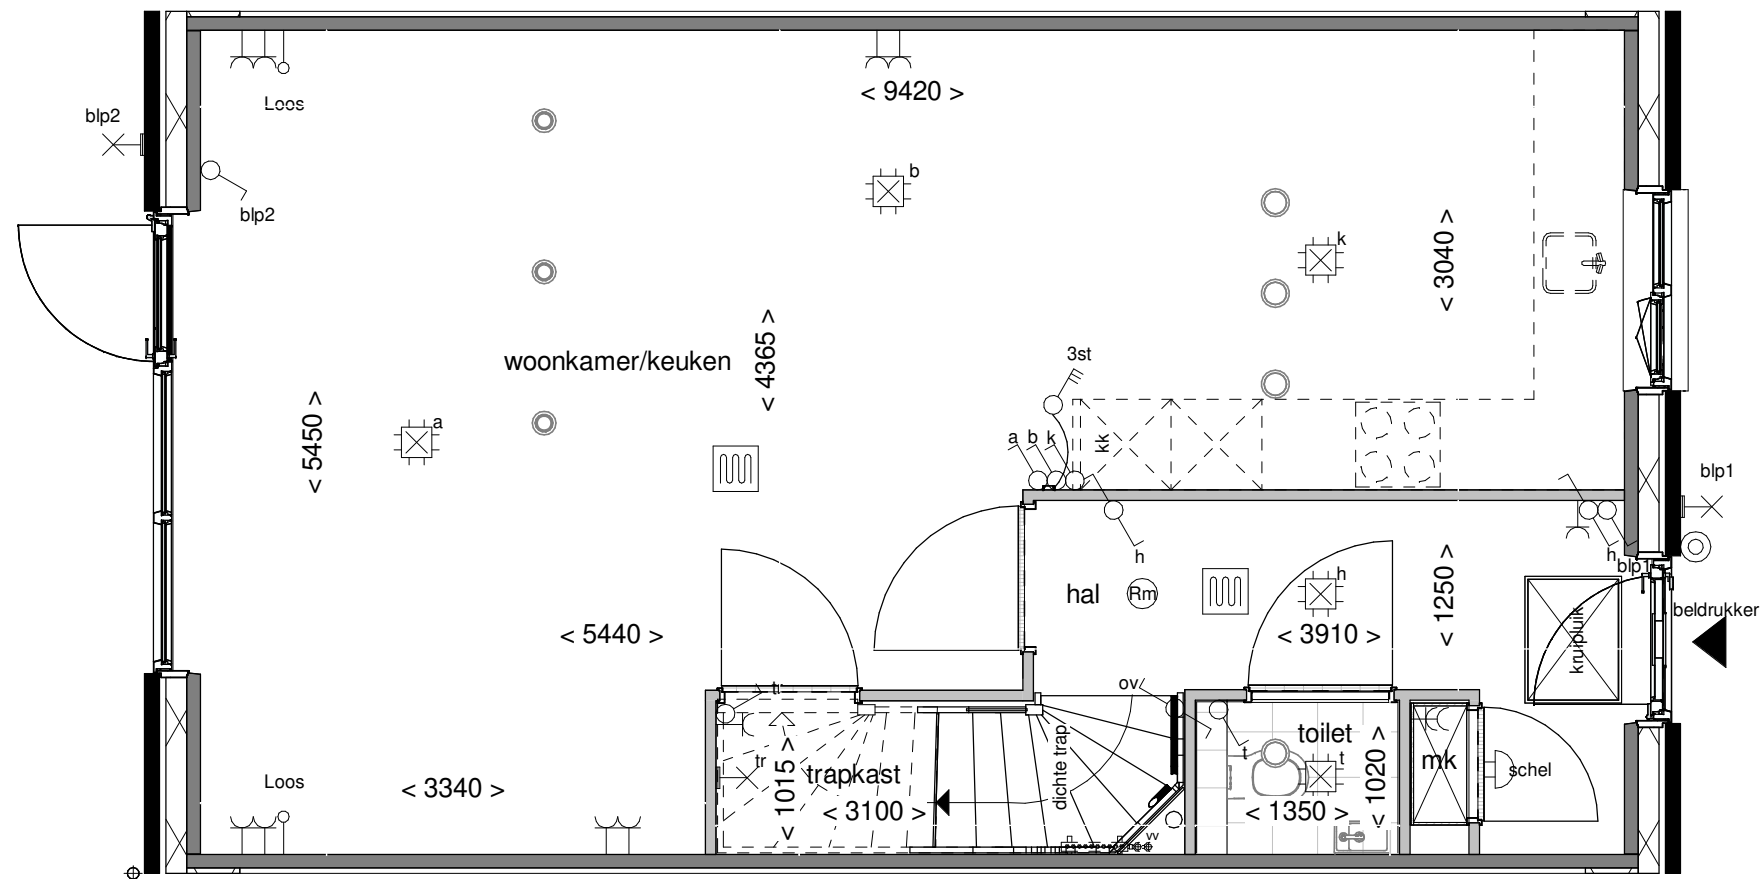 Loos
< 9420 >
blp2
b
blp2
k
< 3040 >
3st
woonkamer/keuken
< 4365 >
a
< 5450 >
a b k
kk
blp1
h
h
blp1
hal
Rm
h
< 1250 >
kruipluik
beldrukker
< 5440 >
< 3910 >
tr
ov
toilet
tr
trapkast
< 1015 >
dichte trap
t
t
< 1020 >
mk
schel
Loos
< 3340 >
< 3100 >
< 1350 >
vv